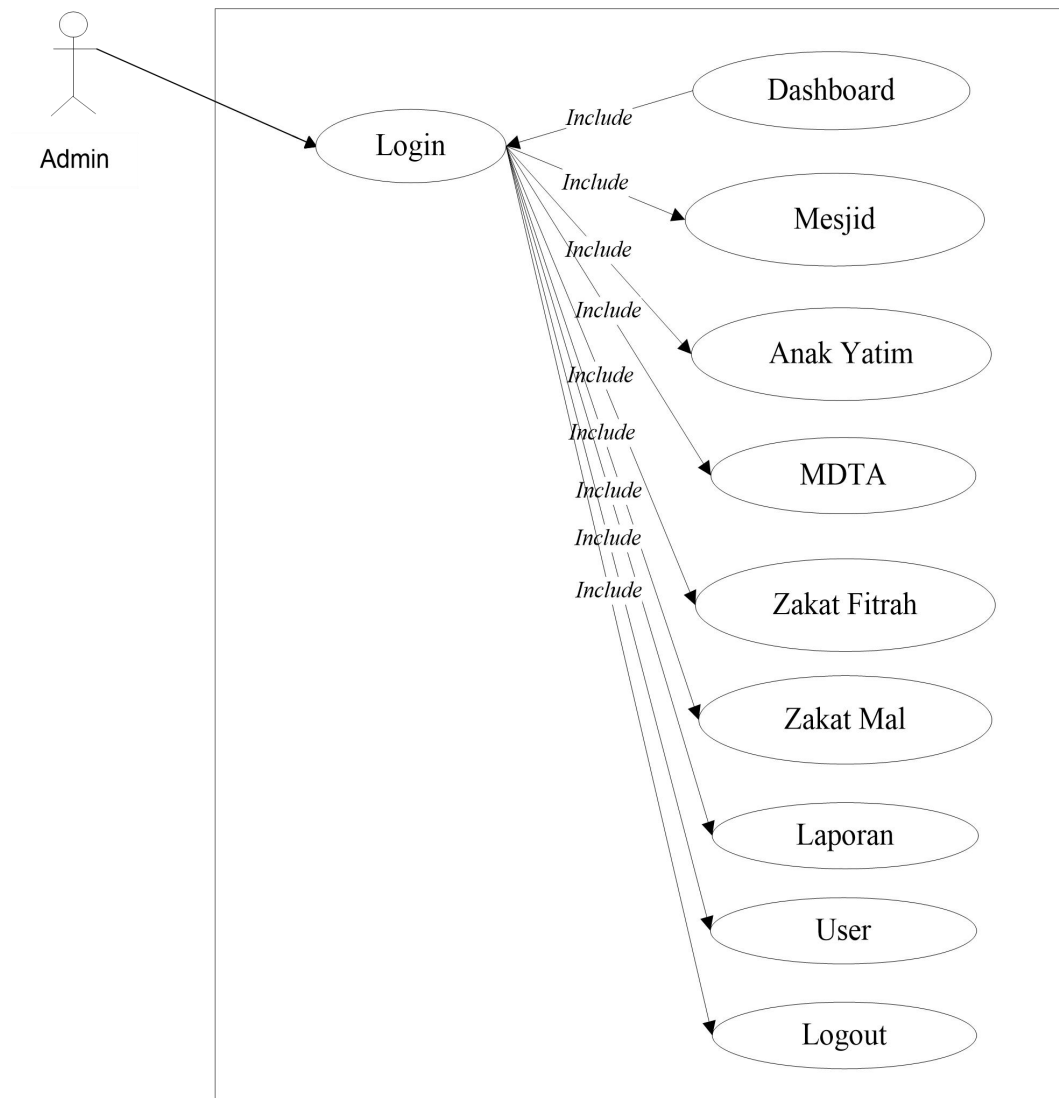 Admin
Login
Include
Dashboard
Include
Mesjid
Include
Anak Yatim
Include
MDTA
Include
Zakat Fitrah
Include
Zakat Mal
Include
Laporan
Include
User
Include
Logout